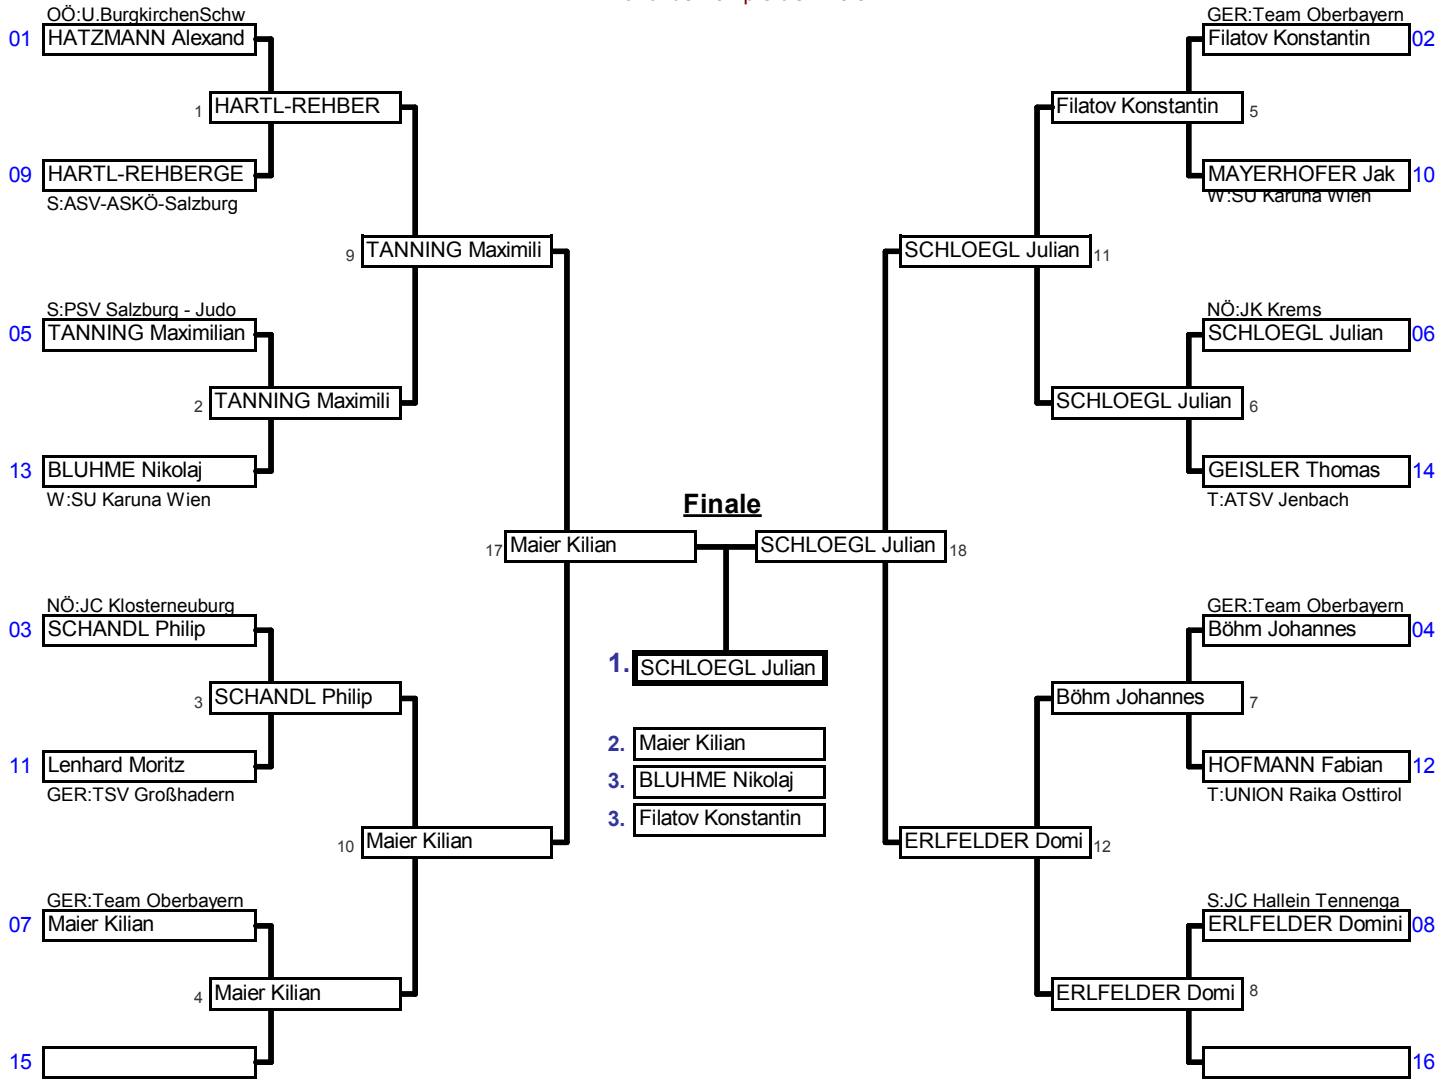 OÖ:U.BurgkirchenSchw
01 HATZMANN Alexand
1 HARTL-REHBER
09 HARTL-REHBERGE
S:ASV-ASKÖ-Salzburg
9 TANNING Maximili
S:PSV Salzburg - Judo
05 TANNING Maximilian
2 TANNING Maximili
13 BLUHME Nikolaj
W:SU Karuna Wien
17 Maier Kilian
NÖ:JC Klosterneuburg
03 SCHANDL Philip
3 SCHANDL Philip
11 Lenhard Moritz
GER:TSV Großhadern
10 Maier Kilian
GER:Team Oberbayern
07 Maier Kilian
4 Maier Kilian
15
Finale
1. SCHLOEGL Julian
2. Maier Kilian
3. BLUHME Nikolaj
3. Filatov Konstantin
GER:Team Oberbayern
Filatov Konstantin 02
Filatov Konstantin 5
MAYERHOFER Jak 10
W:SU Karuna Wien
SCHLOEGL Julian 11
NÖ:JK Krems
SCHLOEGL Julian 06
SCHLOEGL Julian 6
GEISLER Thomas 14
T:ATSV Jenbach
SCHLOEGL Julian 18
GER:Team Oberbayern
Böhm Johannes 04
Böhm Johannes 7
HOFMANN Fabian 12
T:UNION Raika Osttirol
ERLFELDER Domi 12
S:JC Hallein Tennenga
ERLFELDER Domini 08
ERLFELDER Domi 8
16